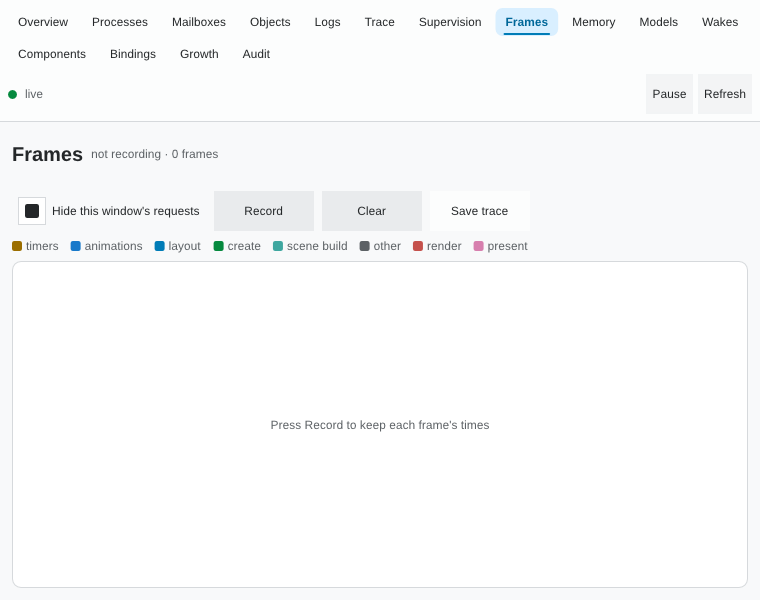 Overview Processes Mailboxes Objects Logs Trace Supervision Frames Memory Models Wakes
Components Bindings Growth Audit
live Pause Refresh
Frames not recording · 0 frames
Hide this window's requests Record Clear Save trace
timers animations layout create scene build other render present
Press Record to keep each frame's times